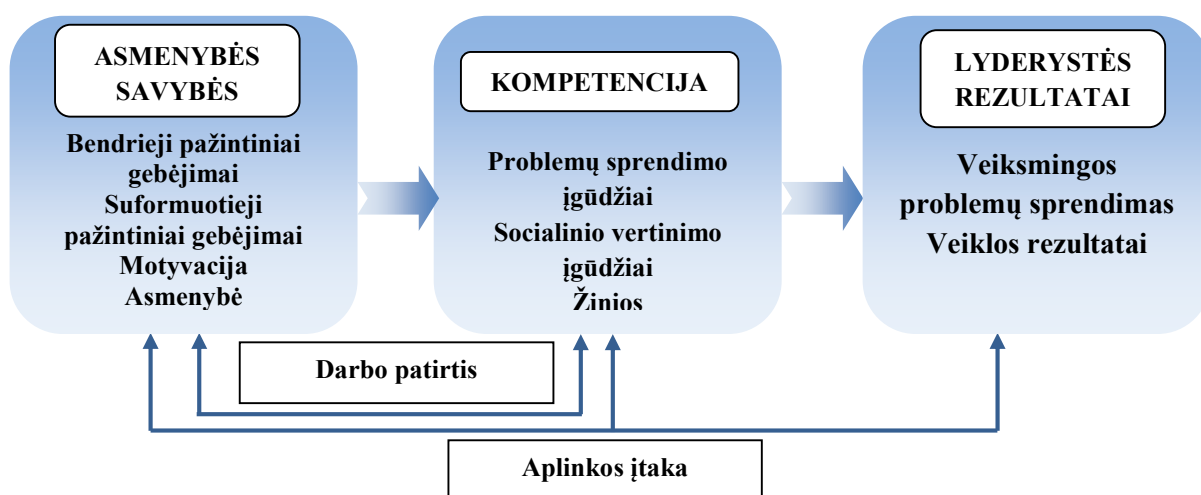 ASMENYBĖS
SAVYBĖS
Bendrieji pažintiniai
gebėjimai
Suformuotieji
pažintiniai gebėjimai
Motyvacija
Asmenybė
KOMPETENCIJA
Problemų sprendimo
įgūdžiai
Socialinio vertinimo
įgūdžiai
Žinios
LYDERYSTĖS
REZULTATAI
Veiksmingos
problemų sprendimas
Veiklos rezultatai
Darbo patirtis
Aplinkos įtaka